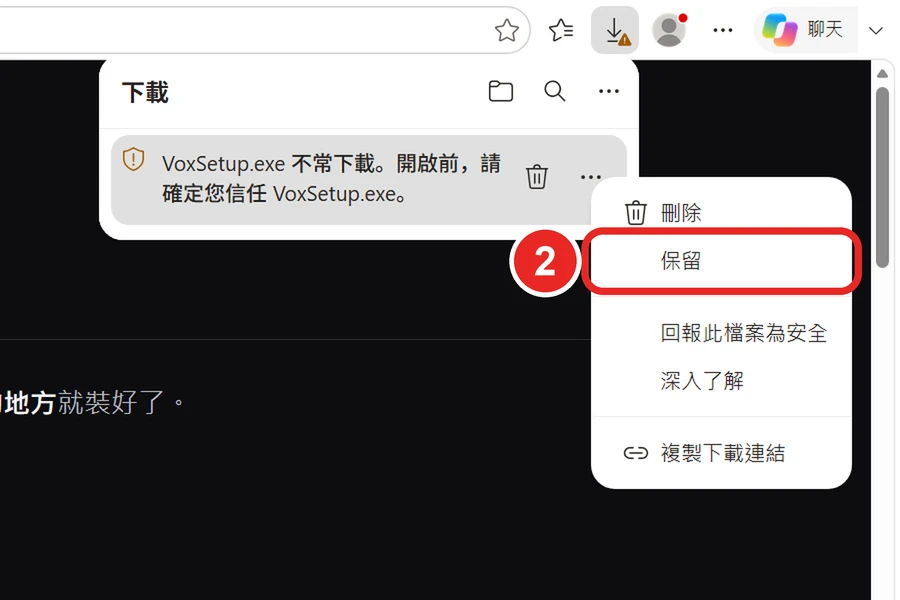 聊天
下載
VoxSetup.exe 不常下載。開啟前，請
確定您信任 VoxSetup.exe。
刪除
2
保留
回報此檔案為安全
深入了解
複製下載連結
地方就裝好了。